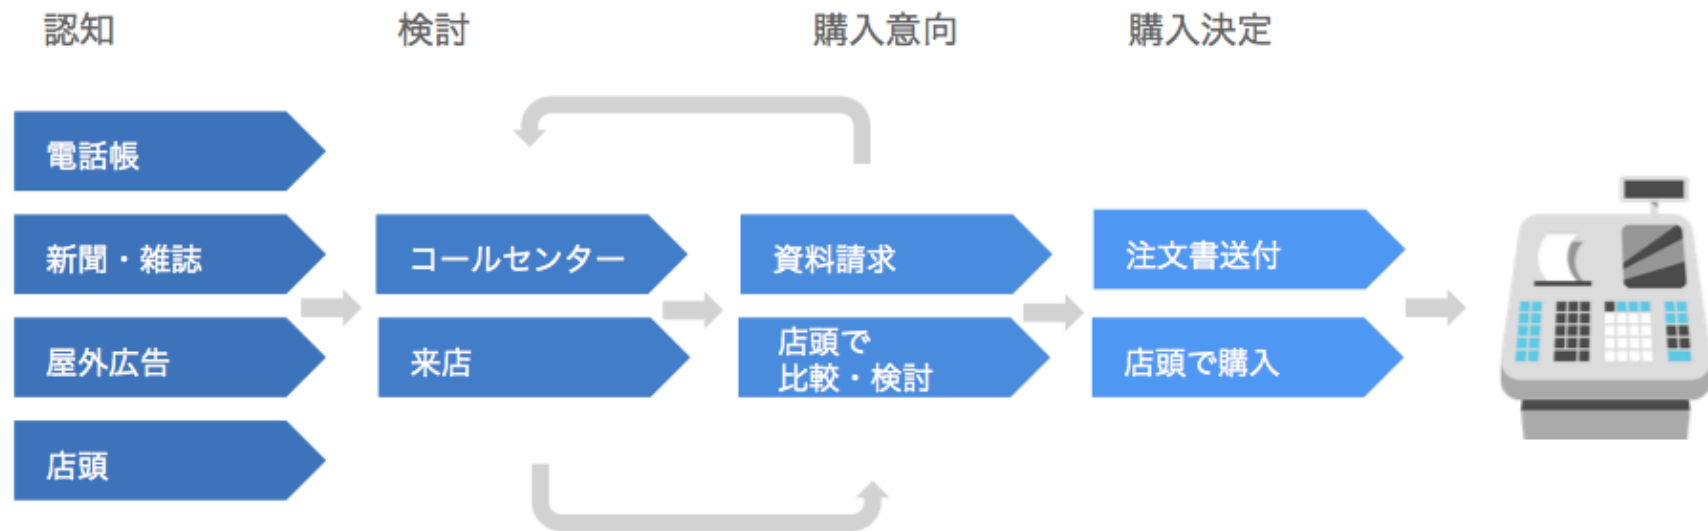 認知
検討
購入意向
購入決定
電話帳
新聞・雑誌
屋外広告
店頭
コールセンター
来店
資料請求
店頭で
比較・検討
注文書送付
店頭で購入